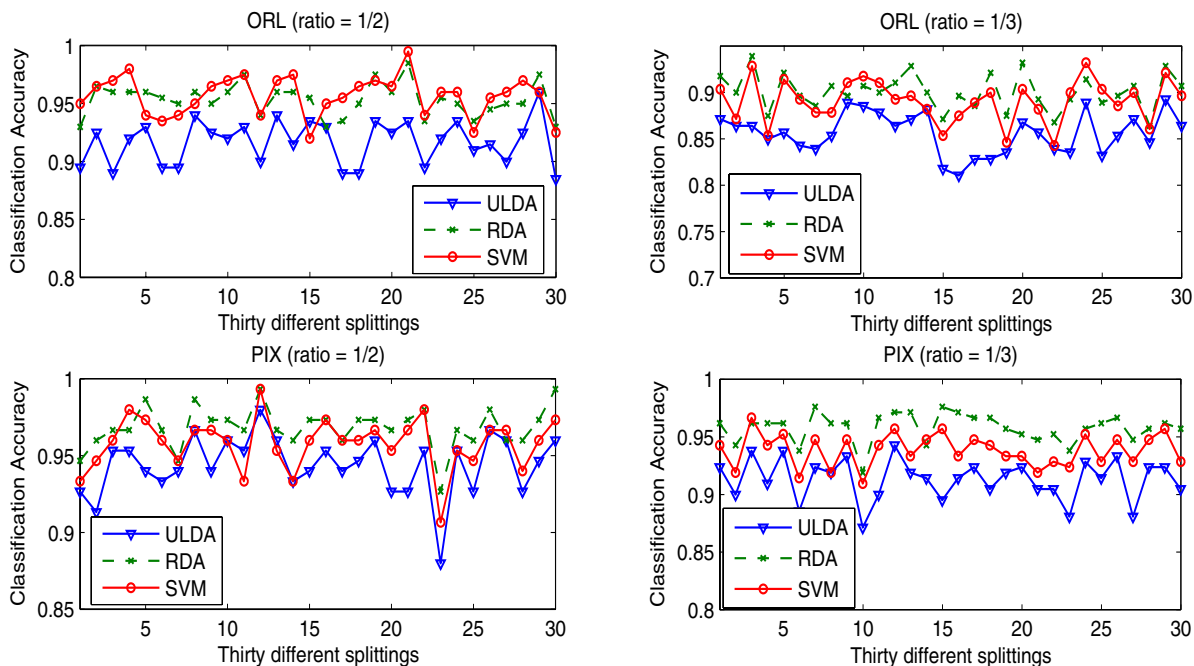 ORL (ratio = 1/2)
Classification Accuracy
1
0.95
0.9
0.85
0.8
5 10 15 20 25 30
Thirty different splittings
ULDA
RDA
SVM
ORL (ratio = 1/3)
Classification Accuracy
0.9
0.85
0.8
0.75
0.7
5 10 15 20 25 30
Thirty different splittings
ULDA
RDA
SVM
PIX (ratio = 1/2)
Classification Accuracy
1
0.95
0.9
0.85
5 10 15 20 25 30
Thirty different splittings
ULDA
RDA
SVM
PIX (ratio = 1/3)
Classification Accuracy
1
0.95
0.9
0.85
0.8
5 10 15 20 25 30
Thirty different splittings
ULDA
RDA
SVM